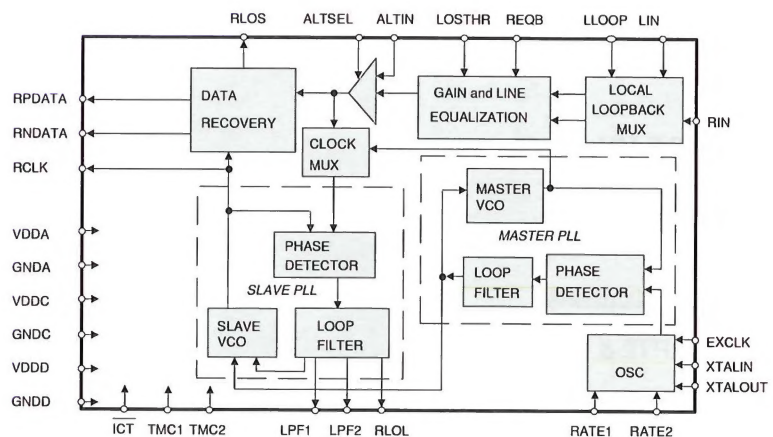 RLOS ALTSEL ALTIN LOSTHR REQB LLOOP LIN
RPDATA
RNDATA
RCLK
VDDA
GNDA
VDDC
GNDC
VDDD
GNDD
DATA
RECOVERY
CLOCK
MUX
GAIN and LINE
EQUALIZATION
LOCAL
LOOPBACK
MUX
RIN
MASTER
VCO
MASTER PLL
LOOP
FILTER
PHASE
DETECTOR
PHASE
DETECTOR
SLAVE PLL
SLAVE
VCO
LOOP
FILTER
OSC
EXCLK
XTALIN
XTALOUT
ICT TMC1 TMC2 LPF1 LPF2 RLOL RATE1 RATE2